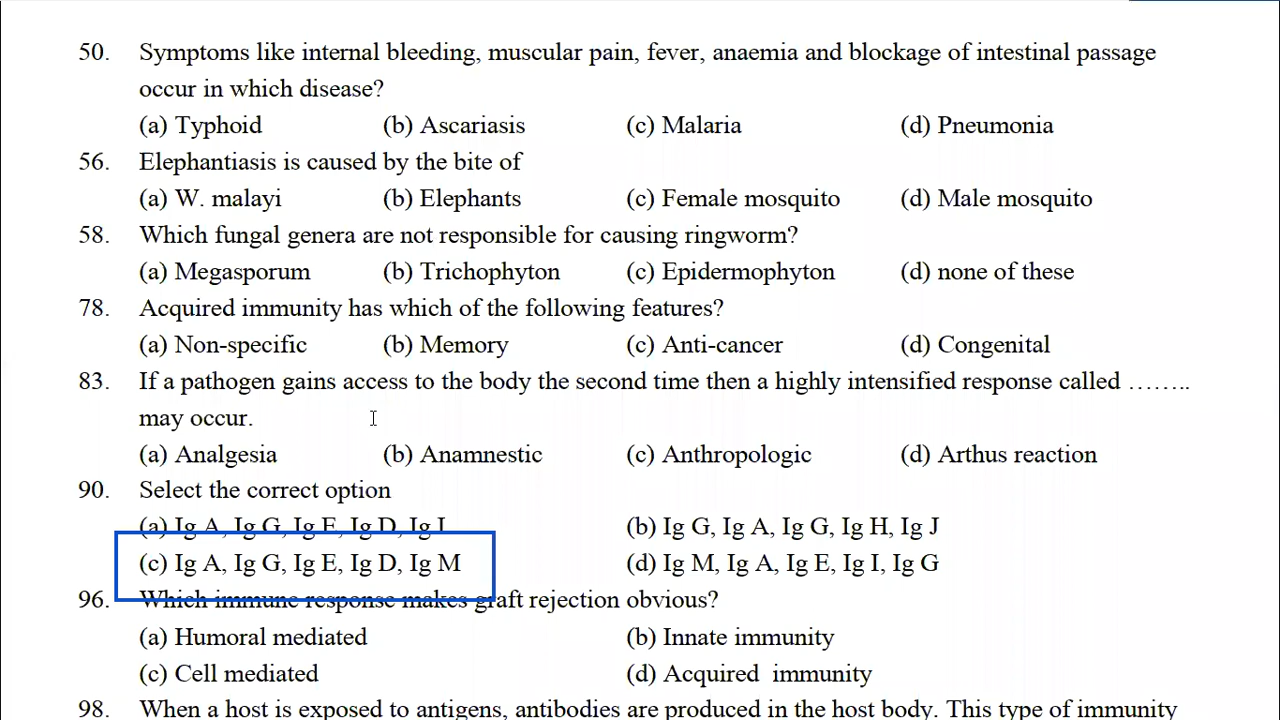 50. Symptoms like internal bleeding, muscular pain, fever, anaemia and blockage of intestinal passage
occur in which disease?
(a) Typhoid (b) Ascariasis (c) Malaria (d) Pneumonia
56. Elephantiasis is caused by the bite of
(a) W. malayi (b) Elephants (c) Female mosquito (d) Male mosquito
58. Which fungal genera are not responsible for causing ringworm?
(a) Megasporum (b) Trichophyton (c) Epidermophyton (d) none of these
78. Acquired immunity has which of the following features?
(a) Non-specific (b) Memory (c) Anti-cancer (d) Congenital
83. If a pathogen gains access to the body the second time then a highly intensified response called ……..
may occur.
(a) Analgesia (b) Anamnestic (c) Anthropologic (d) Arthus reaction
90. Select the correct option
(a) Ig A, Ig G, Ig E, Ig D, Ig I (b) Ig G, Ig A, Ig G, Ig H, Ig J
(c) Ig A, Ig G, Ig E, Ig D, Ig M (d) Ig M, Ig A, Ig E, Ig I, Ig G
96. Which immune response makes graft rejection obvious?
(a) Humoral mediated (b) Innate immunity
(c) Cell mediated (d) Acquired immunity
98. When a host is exposed to antigens, antibodies are produced in the host body. This type of immunity